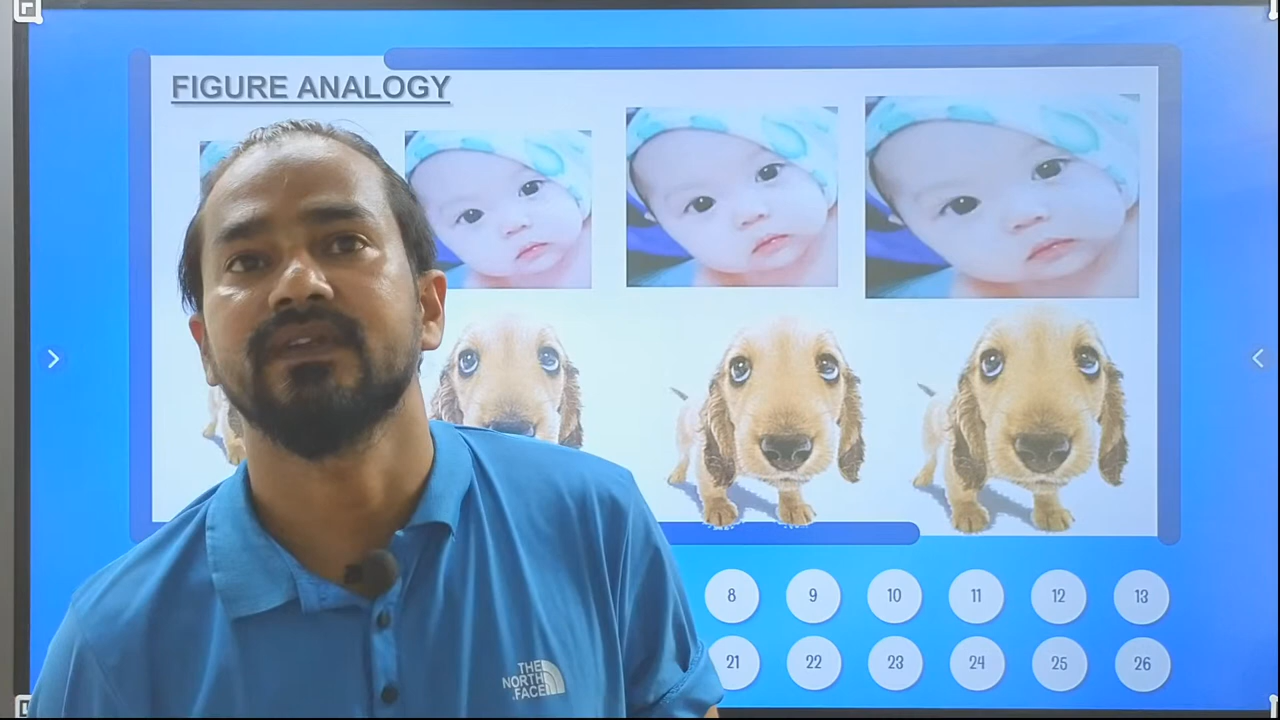 FIGURE ANALOGY
8 9 10 11 12 13
21 22 23 24 25 26
THE
NORTH
FACE